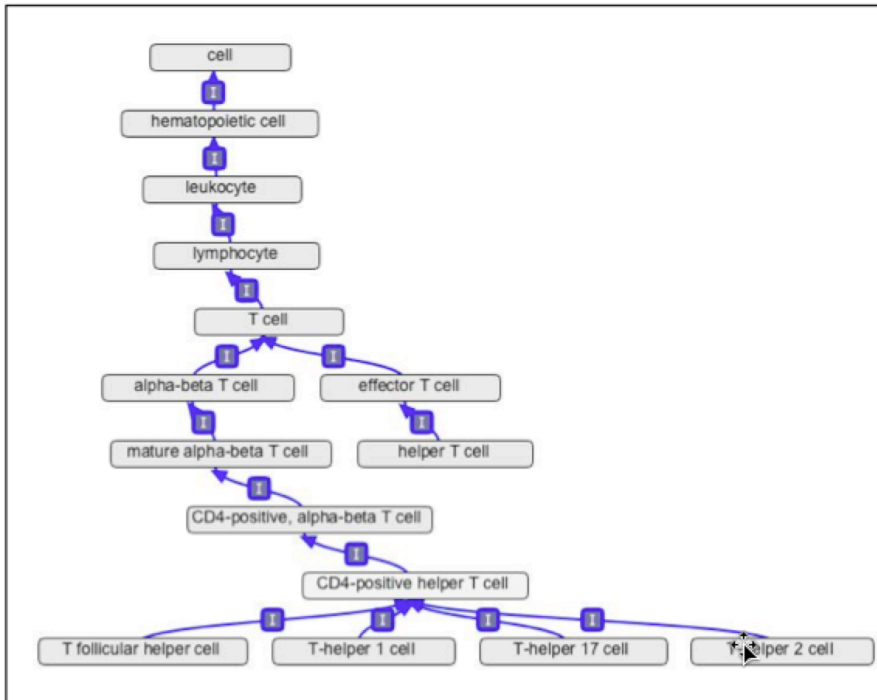 cell
I
hematopoietic cell
I
leukocyte
I
lymphocyte
I
T cell
I I
alpha-beta T cell effector T cell
I I
mature alpha-beta T cell helper T cell
I
CD4-positive, alpha-beta T cell
I
CD4-positive helper T cell
I I I I
T follicular helper cell T-helper 1 cell T-helper 17 cell 2 cell